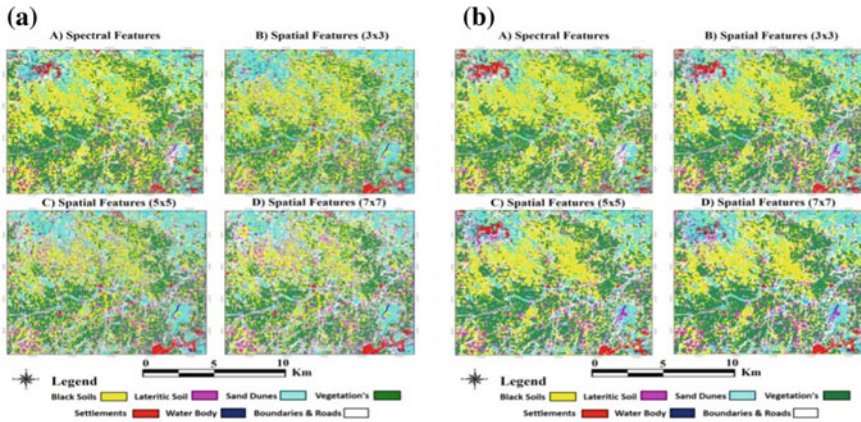 (a)
A) Spectral Features
B) Spatial Features (3x3)
C) Spatial Features (5x5)
D) Spatial Features (7x7)
0 5 10
Km
Legend
Black Soils Lateritic Soil Sand Dunes Vegetation's
Settlements Water Body Boundaries & Roads
(b)
A) Spectral Features
B) Spatial Features (3x3)
C) Spatial Features (5x5)
D) Spatial Features (7x7)
0 5 10
Km
Legend
Black Soils Lateritic Soil Sand Dunes Vegetation's
Settlements Water Body Boundaries & Roads